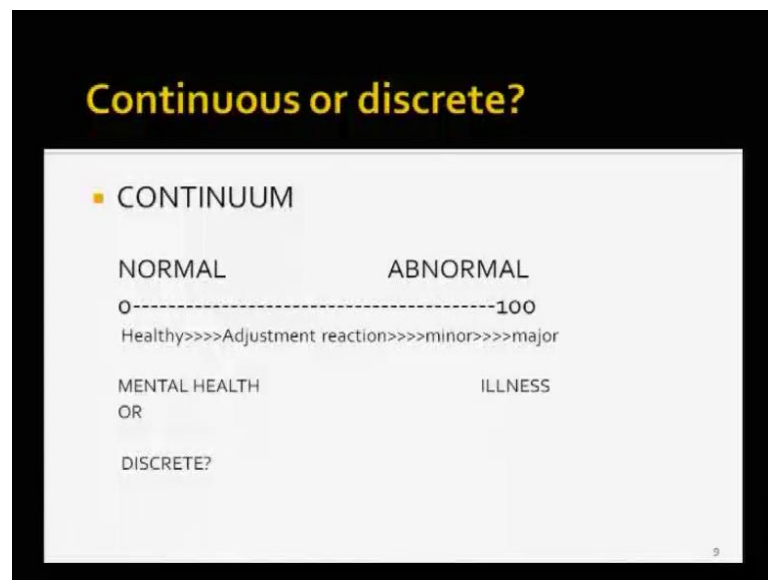 Continuous or discrete?
▪ CONTINUUM
NORMAL ABNORMAL
0----------------------------------------100
Healthy>>>>Adjustment reaction>>>>minor>>>>major
MENTAL HEALTH ILLNESS
OR
DISCRETE?
9